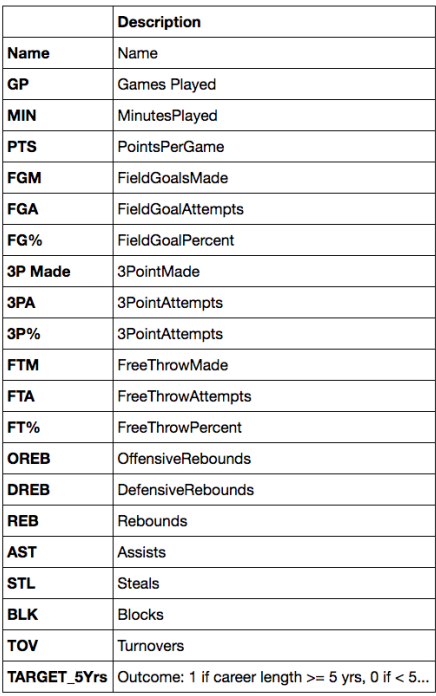 Description
Name Name
GP Games Played
MIN MinutesPlayed
PTS PointsPerGame
FGM FieldGoalsMade
FGA FieldGoalAttempts
FG% FieldGoalPercent
3P Made 3PointMade
3PA 3PointAttempts
3P% 3PointAttempts
FTM FreeThrowMade
FTA FreeThrowAttempts
FT% FreeThrowPercent
OREB OffensiveRebounds
DREB DefensiveRebounds
REB Rebounds
AST Assists
STL Steals
BLK Blocks
TOV Turnovers
TARGET_5Yrs Outcome: 1 if career length >= 5 yrs, 0 if < 5...